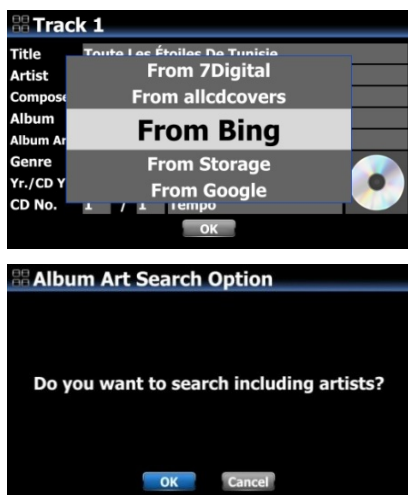 Track 1
Title Toute Les Étoiles De Tunisie
From 7Digital
Artist
From allcdcovers
Compose
Album
From Bing
Album Ar
Genre
From Storage
Yr./CD Y
From Google
CD No. 1 / 1 Tempo
OK
Album Art Search Option
Do you want to search including artists?
OK Cancel